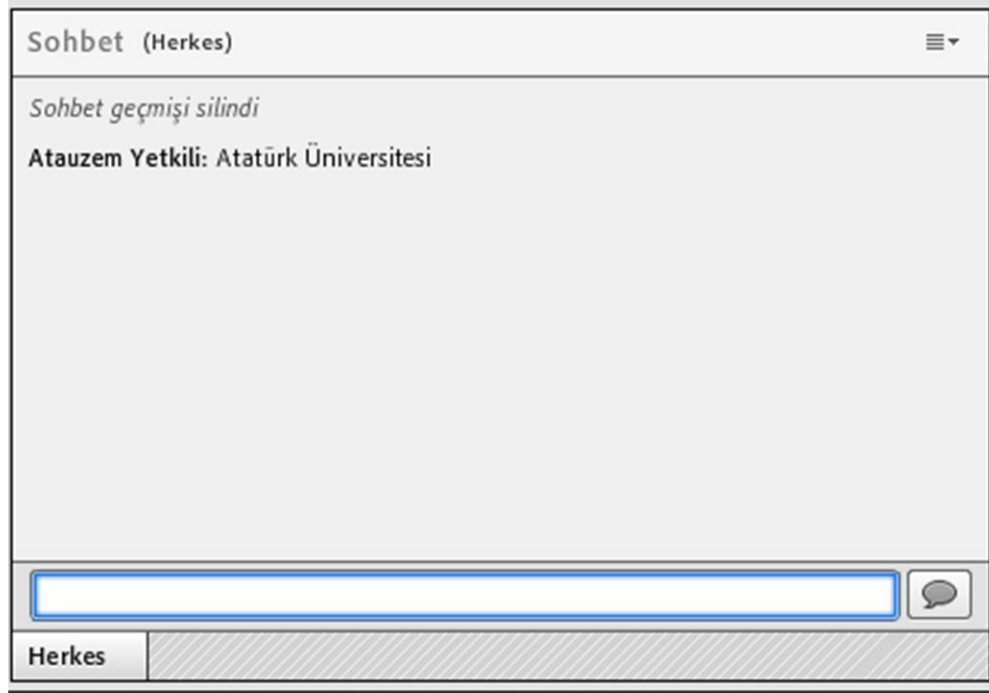 Sohbet (Herkes)
Sohbet geçmişi silindi
Atauzem Yetkili: Atatürk Üniversitesi
Herkes